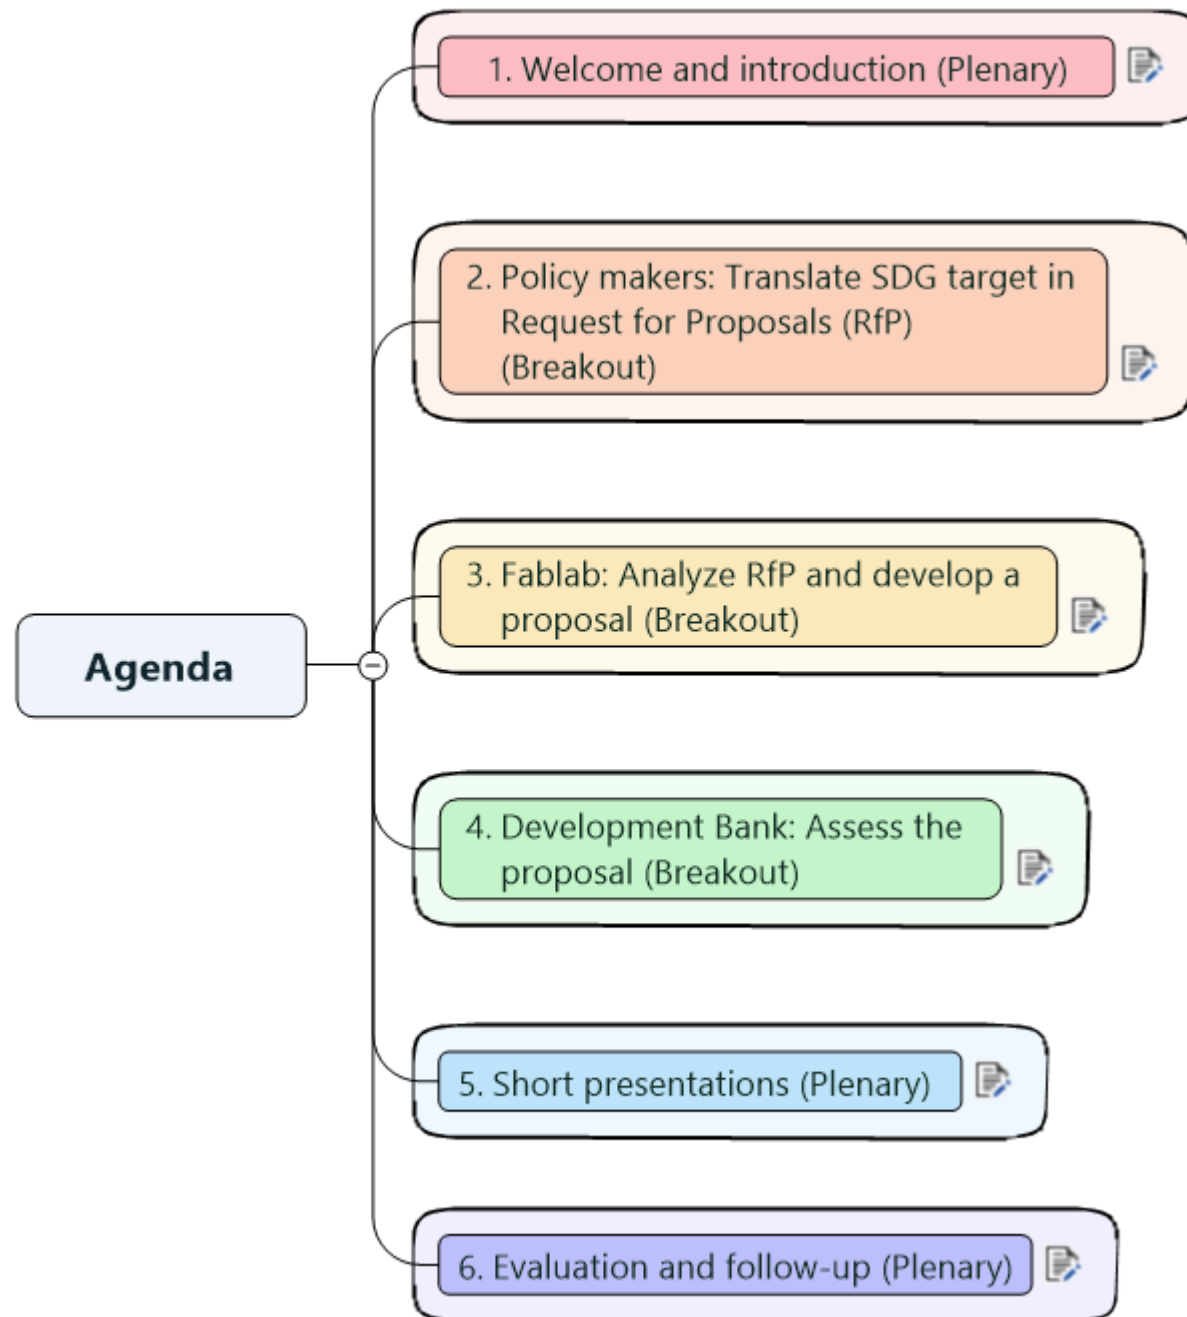 1. Welcome and introduction (Plenary)
2. Policy makers: Translate SDG target in
Request for Proposals (RfP)
(Breakout)
3. Fablab: Analyze RfP and develop a
proposal (Breakout)
Agenda
4. Development Bank: Assess the
proposal (Breakout)
5. Short presentations (Plenary)
6. Evaluation and follow-up (Plenary)